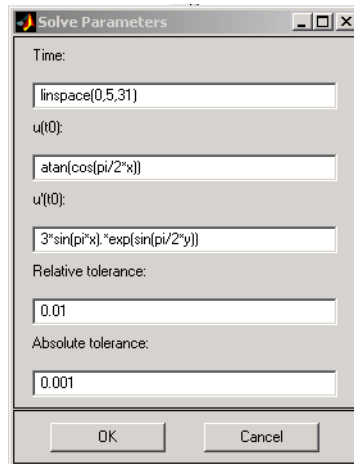 Solve Parameters
Time:
linspace(0,5,31)
u(t0):
atan(cos(pi/2*x))
u'(t0):
3*sin(pi*x).*exp(sin(pi/2*y))
Relative tolerance:
0.01
Absolute tolerance:
0.001
OK
Cancel